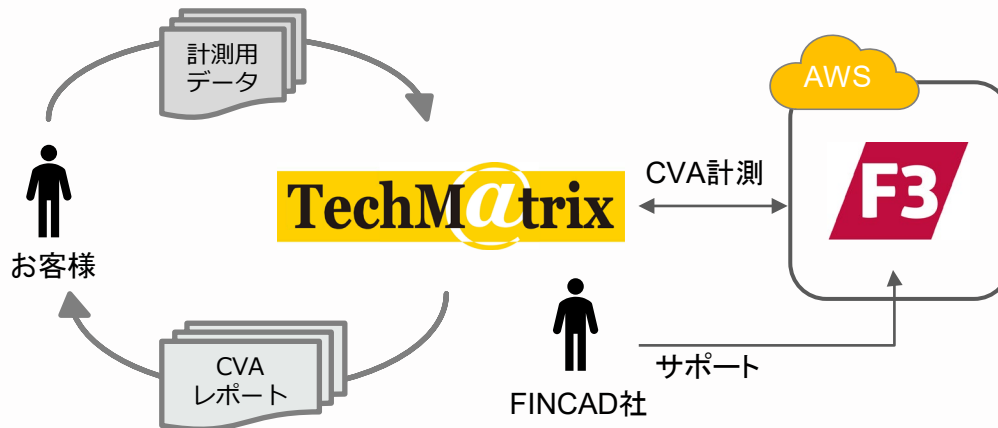 計測用
データ
AWS
CVA計測
F3
TechM@trix
お客様
CVA
レポート
サポート
FINCAD社